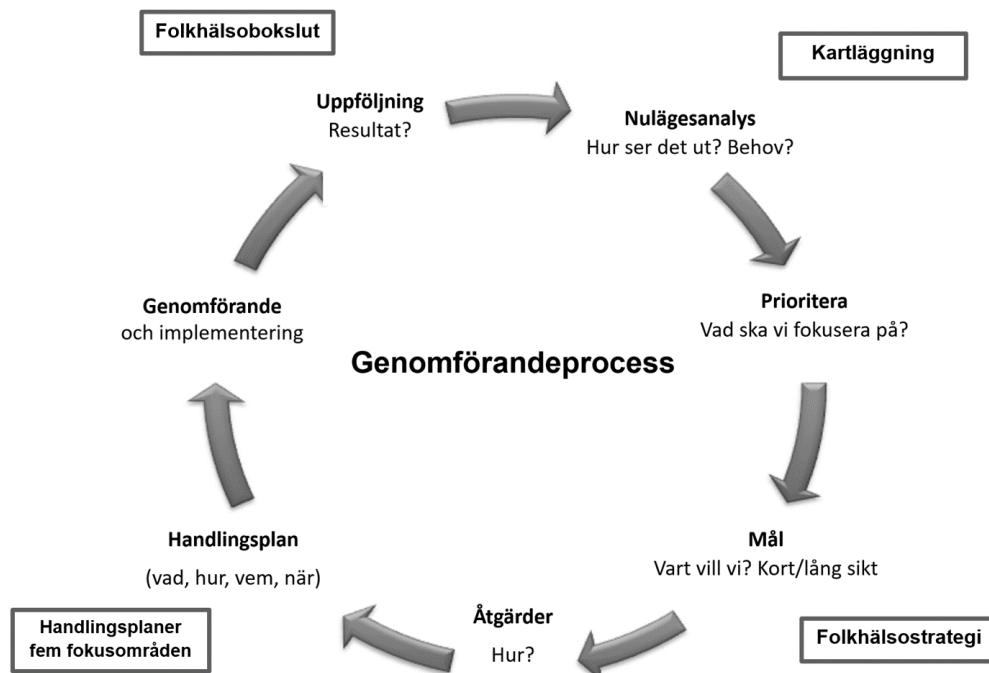 Folkhälsobokslut
Kartläggning
Uppföljning
Resultat?
Nulägesanalys
Hur ser det ut? Behov?
Prioritera
Vad ska vi fokusera på?
Genomförande
och implementering
Genomförandeprocess
Mål
Vart vill vi? Kort/lång sikt
Handlingsplan
(vad, hur, vem, när)
Åtgärder
Hur?
Handlingsplaner
fem fokusområden
Folkhälsostrategi